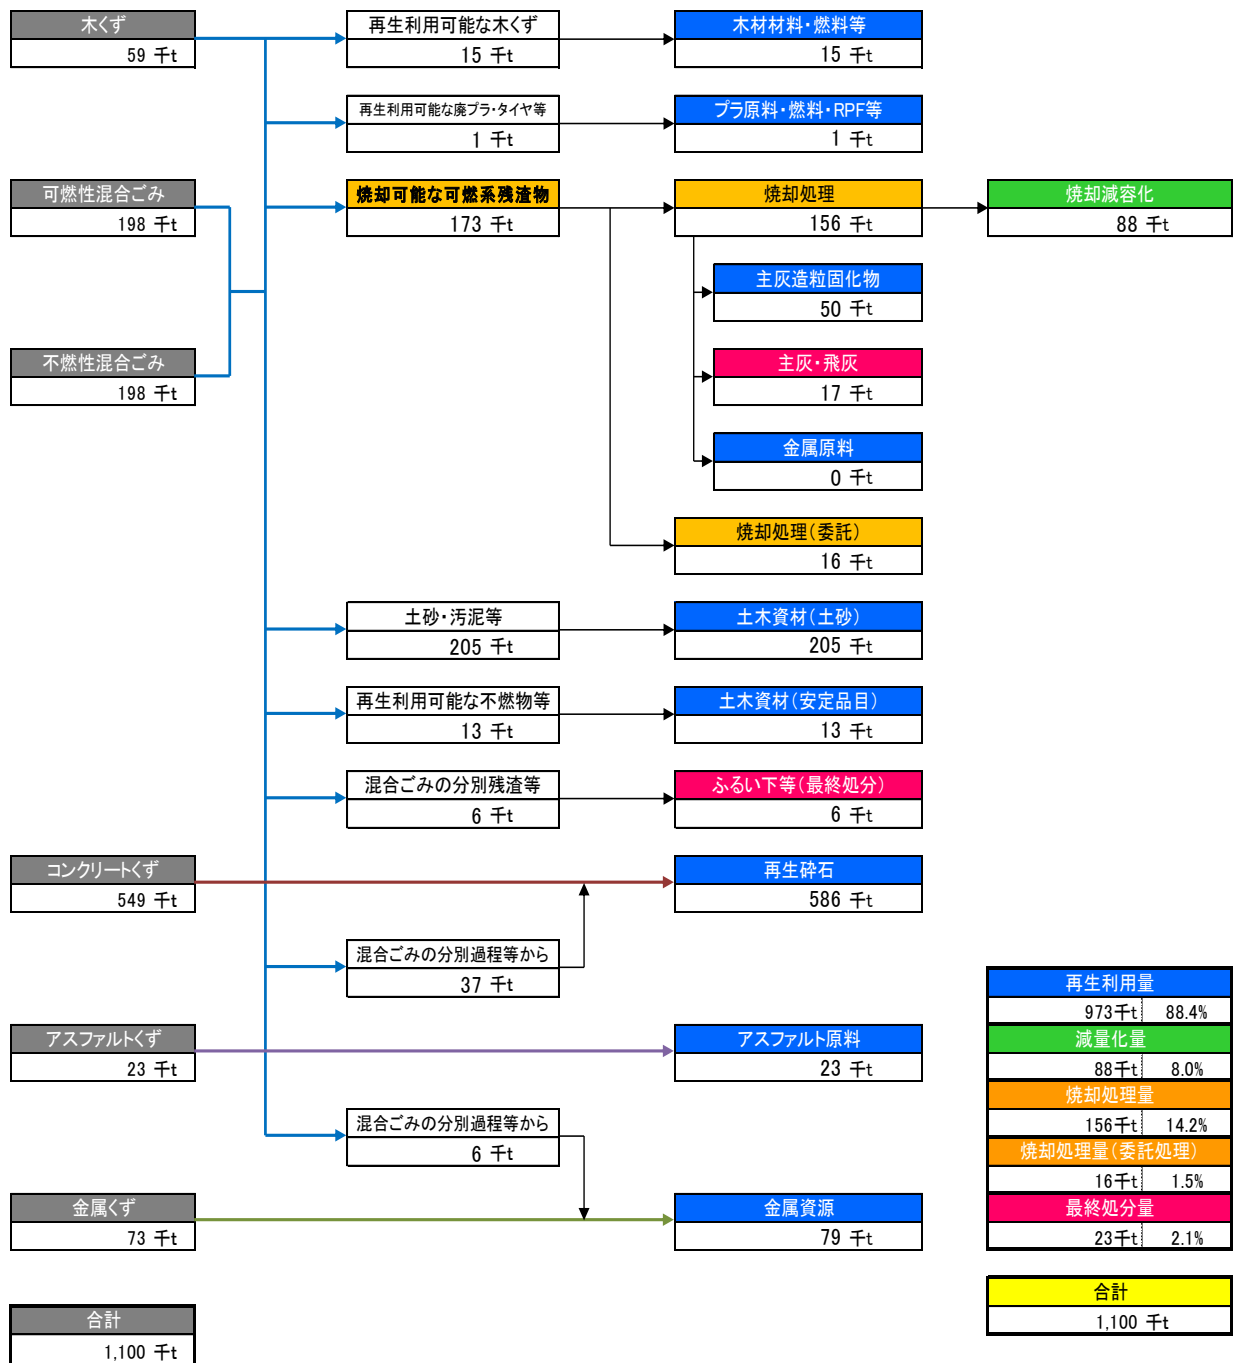 木くず
59 千t
再生利用可能な木くず
15 千t
木材材料・燃料等
15 千t
再生利用可能な廃プラ・タイヤ等
1 千t
プラ原料・燃料・RPF等
1 千t
可燃性混合ごみ
198 千t
焼却可能な可燃系残渣物
173 千t
焼却処理
156 千t
焼却減容化
88 千t
主灰造粒固化物
50 千t
不燃性混合ごみ
198 千t
主灰・飛灰
17 千t
金属原料
0 千t
焼却処理(委託)
16 千t
土砂・汚泥等
205 千t
土木資材(土砂)
205 千t
再生利用可能な不燃物等
13 千t
土木資材(安定品目)
13 千t
混合ごみの分別残渣等
6 千t
ふるい下等(最終処分)
6 千t
コンクリートくず
549 千t
再生砕石
586 千t
混合ごみの分別過程等から
37 千t
アスファルトくず
23 千t
アスファルト原料
23 千t
混合ごみの分別過程等から
6 千t
金属くず
73 千t
金属資源
79 千t
合計
1,100 千t
再生利用量
973千t 88.4%
減量化量
88千t 8.0%
焼却処理量
156千t 14.2%
焼却処理量(委託処理)
16千t 1.5%
最終処分量
23千t 2.1%
合計
1,100 千t